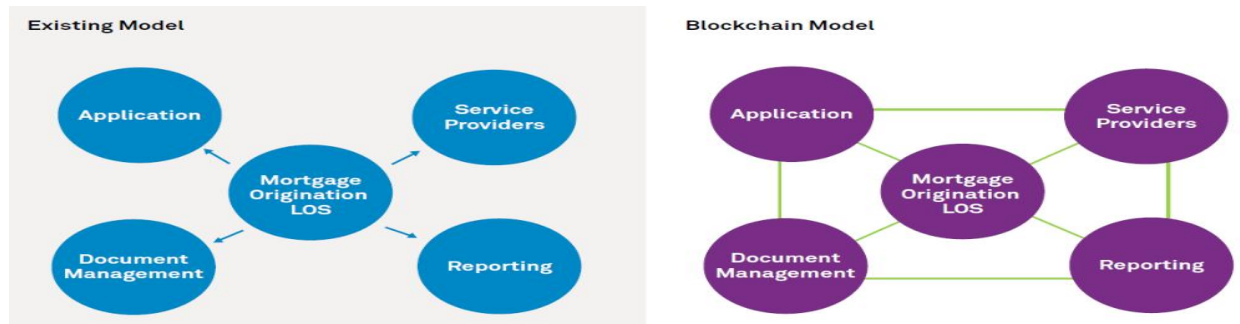 Existing Model
Application
Service
Providers
Mortgage
Origination
LOS
Document
Management
Reporting
Blockchain Model
Application
Service
Providers
Mortgage
Origination
LOS
Document
Management
Reporting